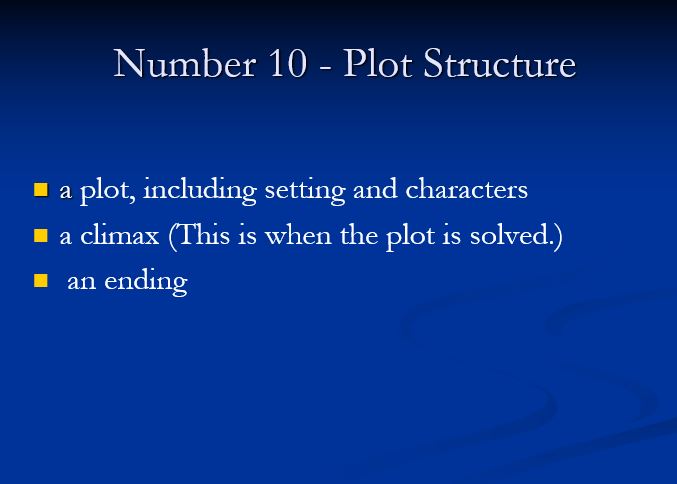 Number 10 - Plot Structure
a plot, including setting and characters
a climax (This is when the plot is solved.)
an ending